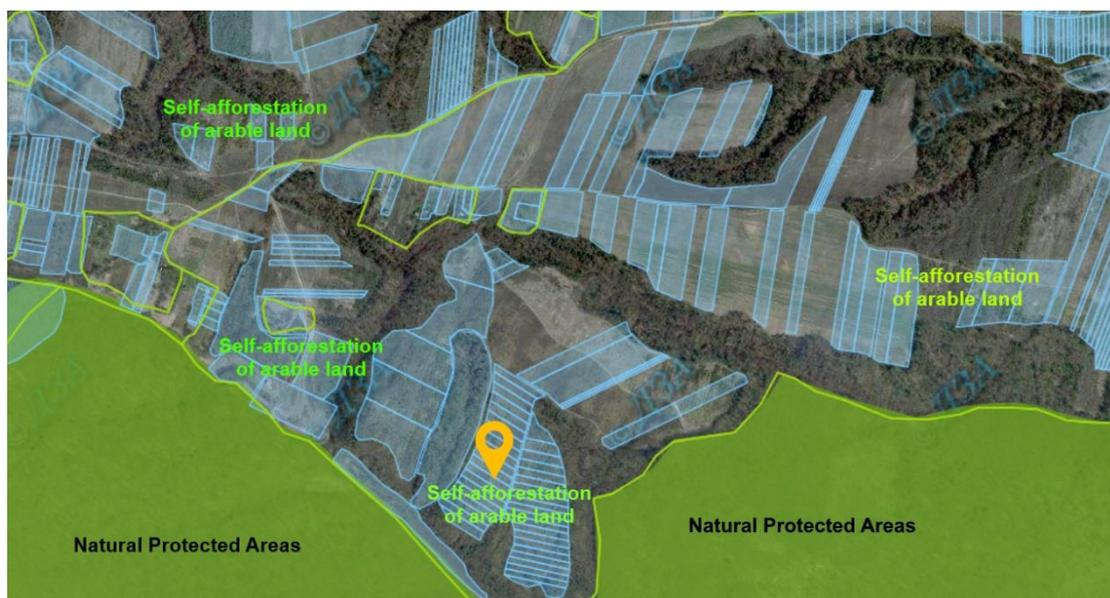 Self-afforestation
of arable land
Self-afforestation
of arable land
Self-afforestation
of arable land
Self-afforestation
of arable land
Natural Protected Areas
Natural Protected Areas